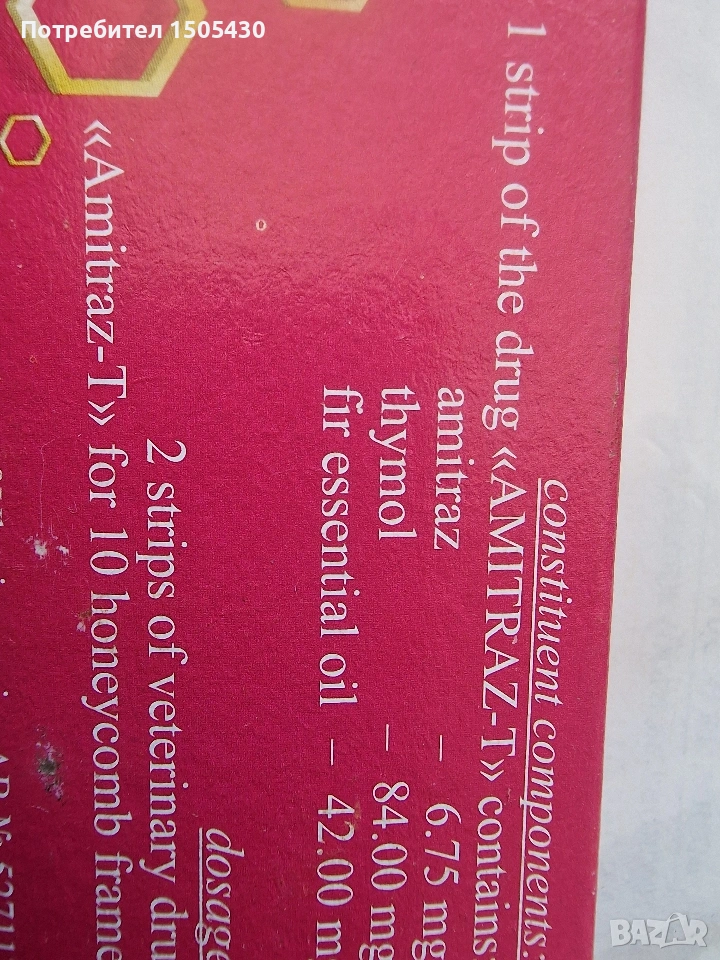 Потребител 1505430
constituent components:
1 strip of the drug «AMITRAZ-T» contains:
amitraz – 6.75 mg
thymol – 84.00 mg
fir essential oil – 42.00 m
dosage
2 strips of veterinary dru
«Amitraz-T» for 10 honeycomb frame
BAZAR